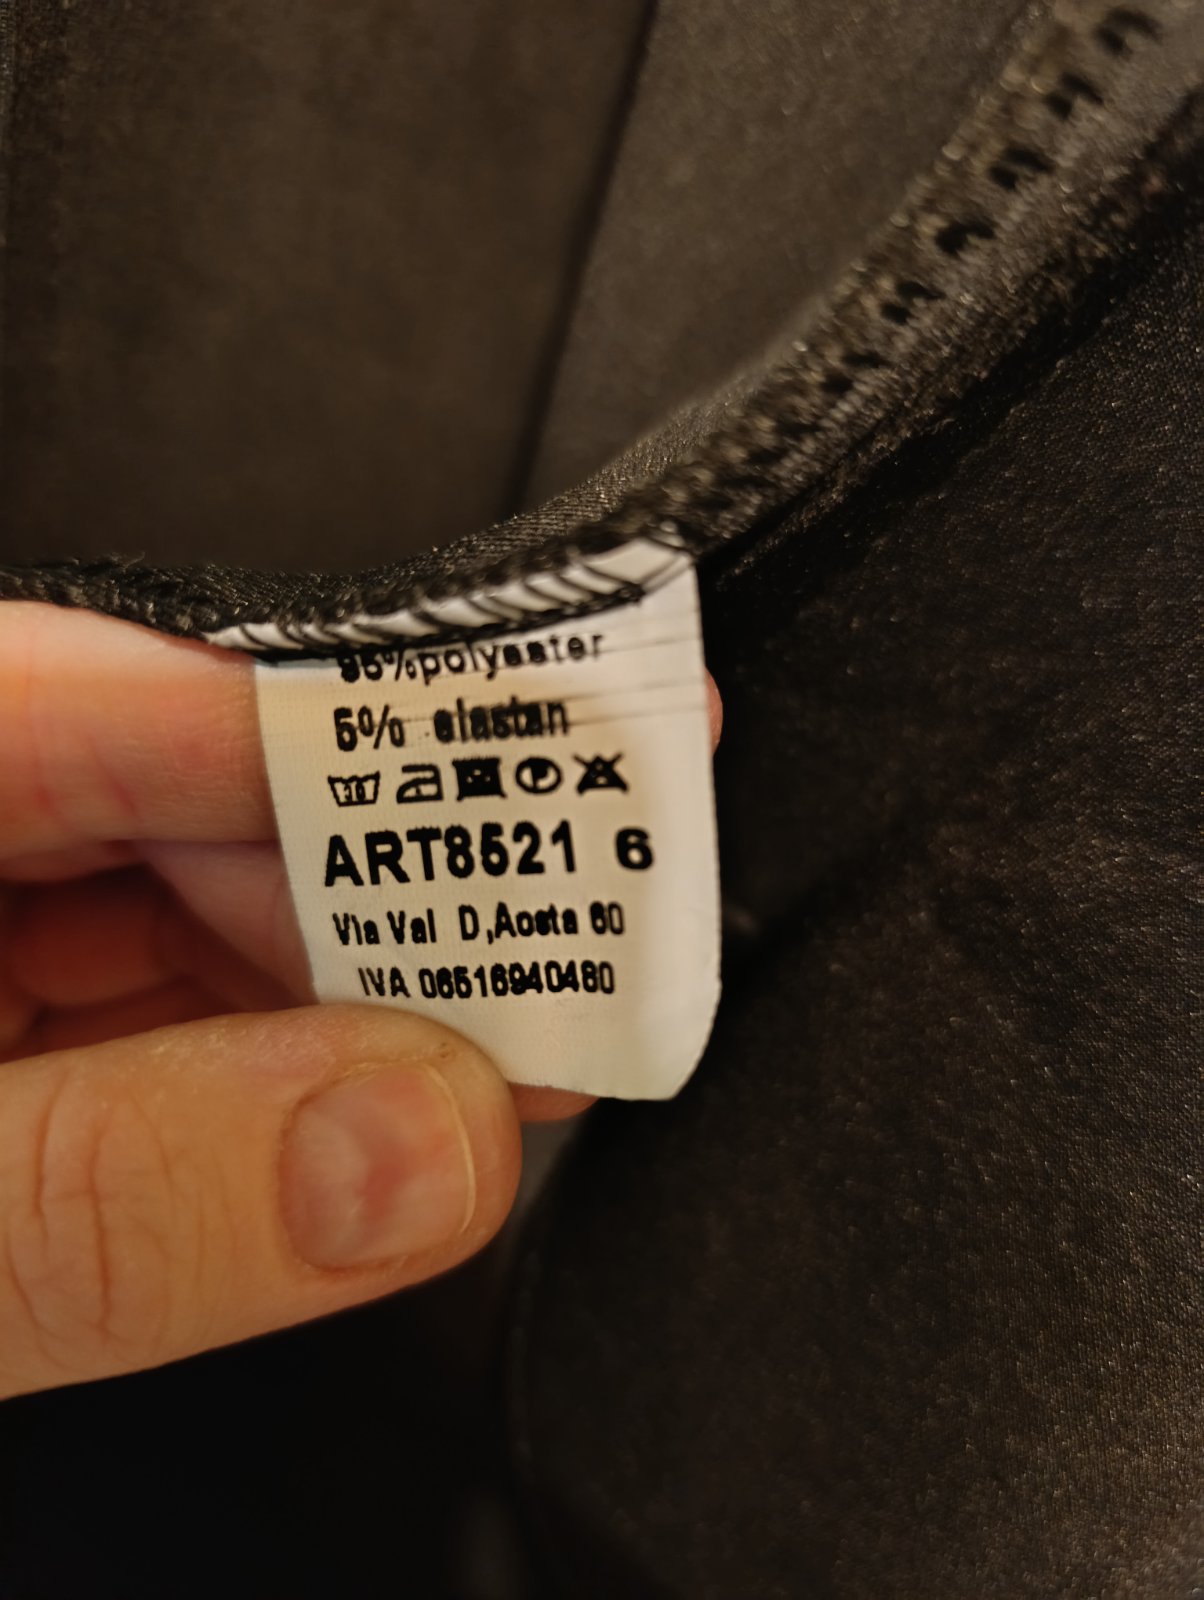 95%polyester
5% elastan
ART8521 6
Via Val D,Aosta 60
IVA 06516940480